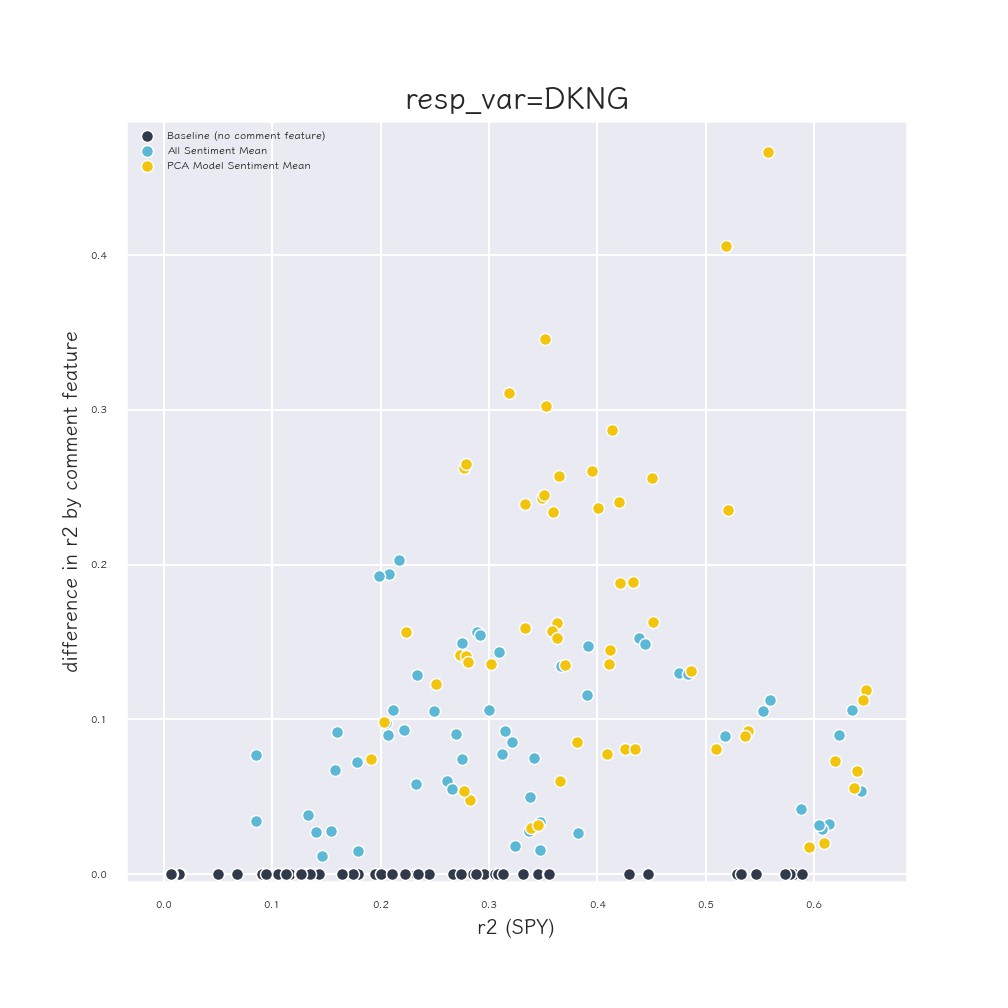 resp_var=DKNG
Baseline (no comment feature)
All Sentiment Mean
PCA Model Sentiment Mean
difference in r2 by comment feature
0.4
0.3
0.2
0.1
0.0
0.0 0.1 0.2 0.3 0.4 0.5 0.6
r2 (SPY)